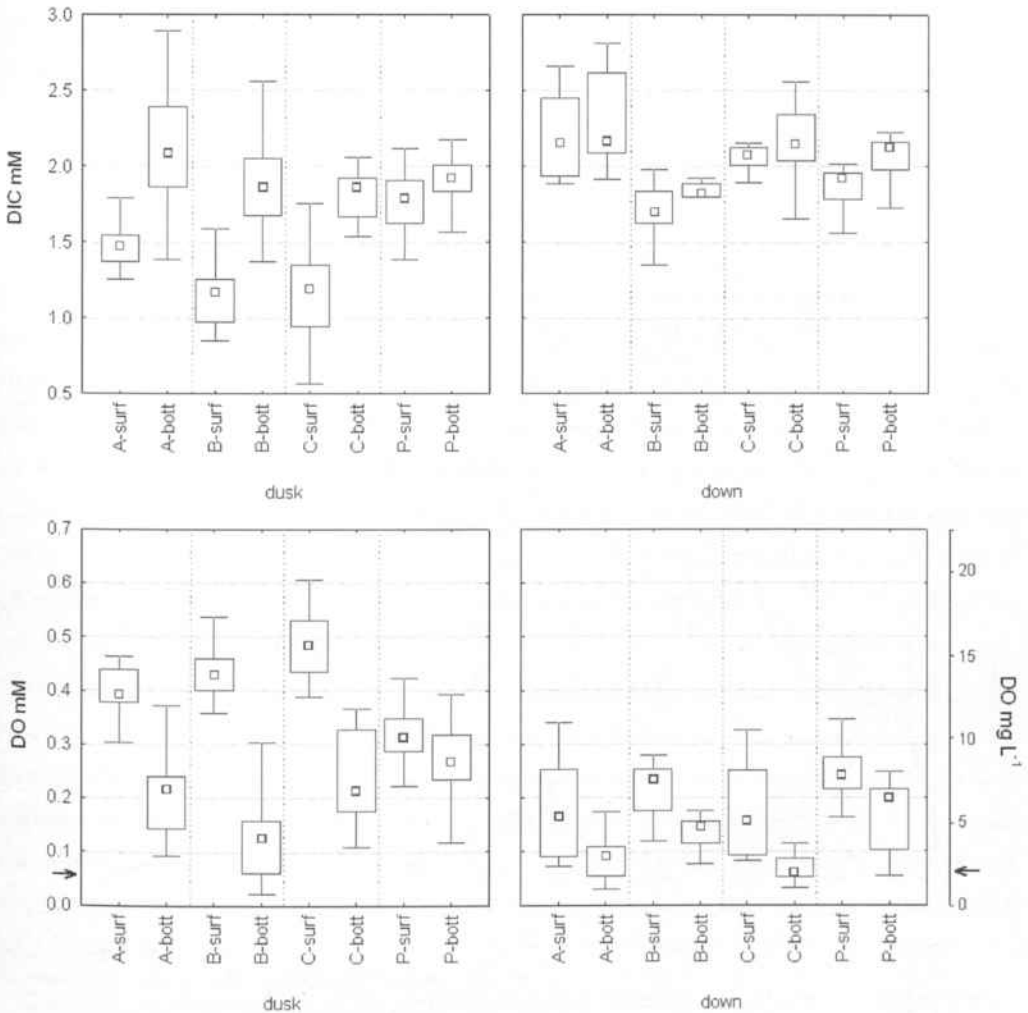 DIC mM
3.0
2.5
2.0
1.5
1.0
0.5
A-surf
A-bott
B-surf
B-bott
C-surf
C-bott
P-surf
P-bott
dusk
A-surf
A-bott
B-surf
B-bott
C-surf
C-bott
P-surf
P-bott
down
DO mM
0.7
0.6
0.5
0.4
0.3
0.2
0.1
0.0
A-surf
A-bott
B-surf
B-bott
C-surf
C-bott
P-surf
P-bott
dusk
A-surf
A-bott
B-surf
B-bott
C-surf
C-bott
P-surf
P-bott
down
20
15
10
5
0
DO mg L⁻¹